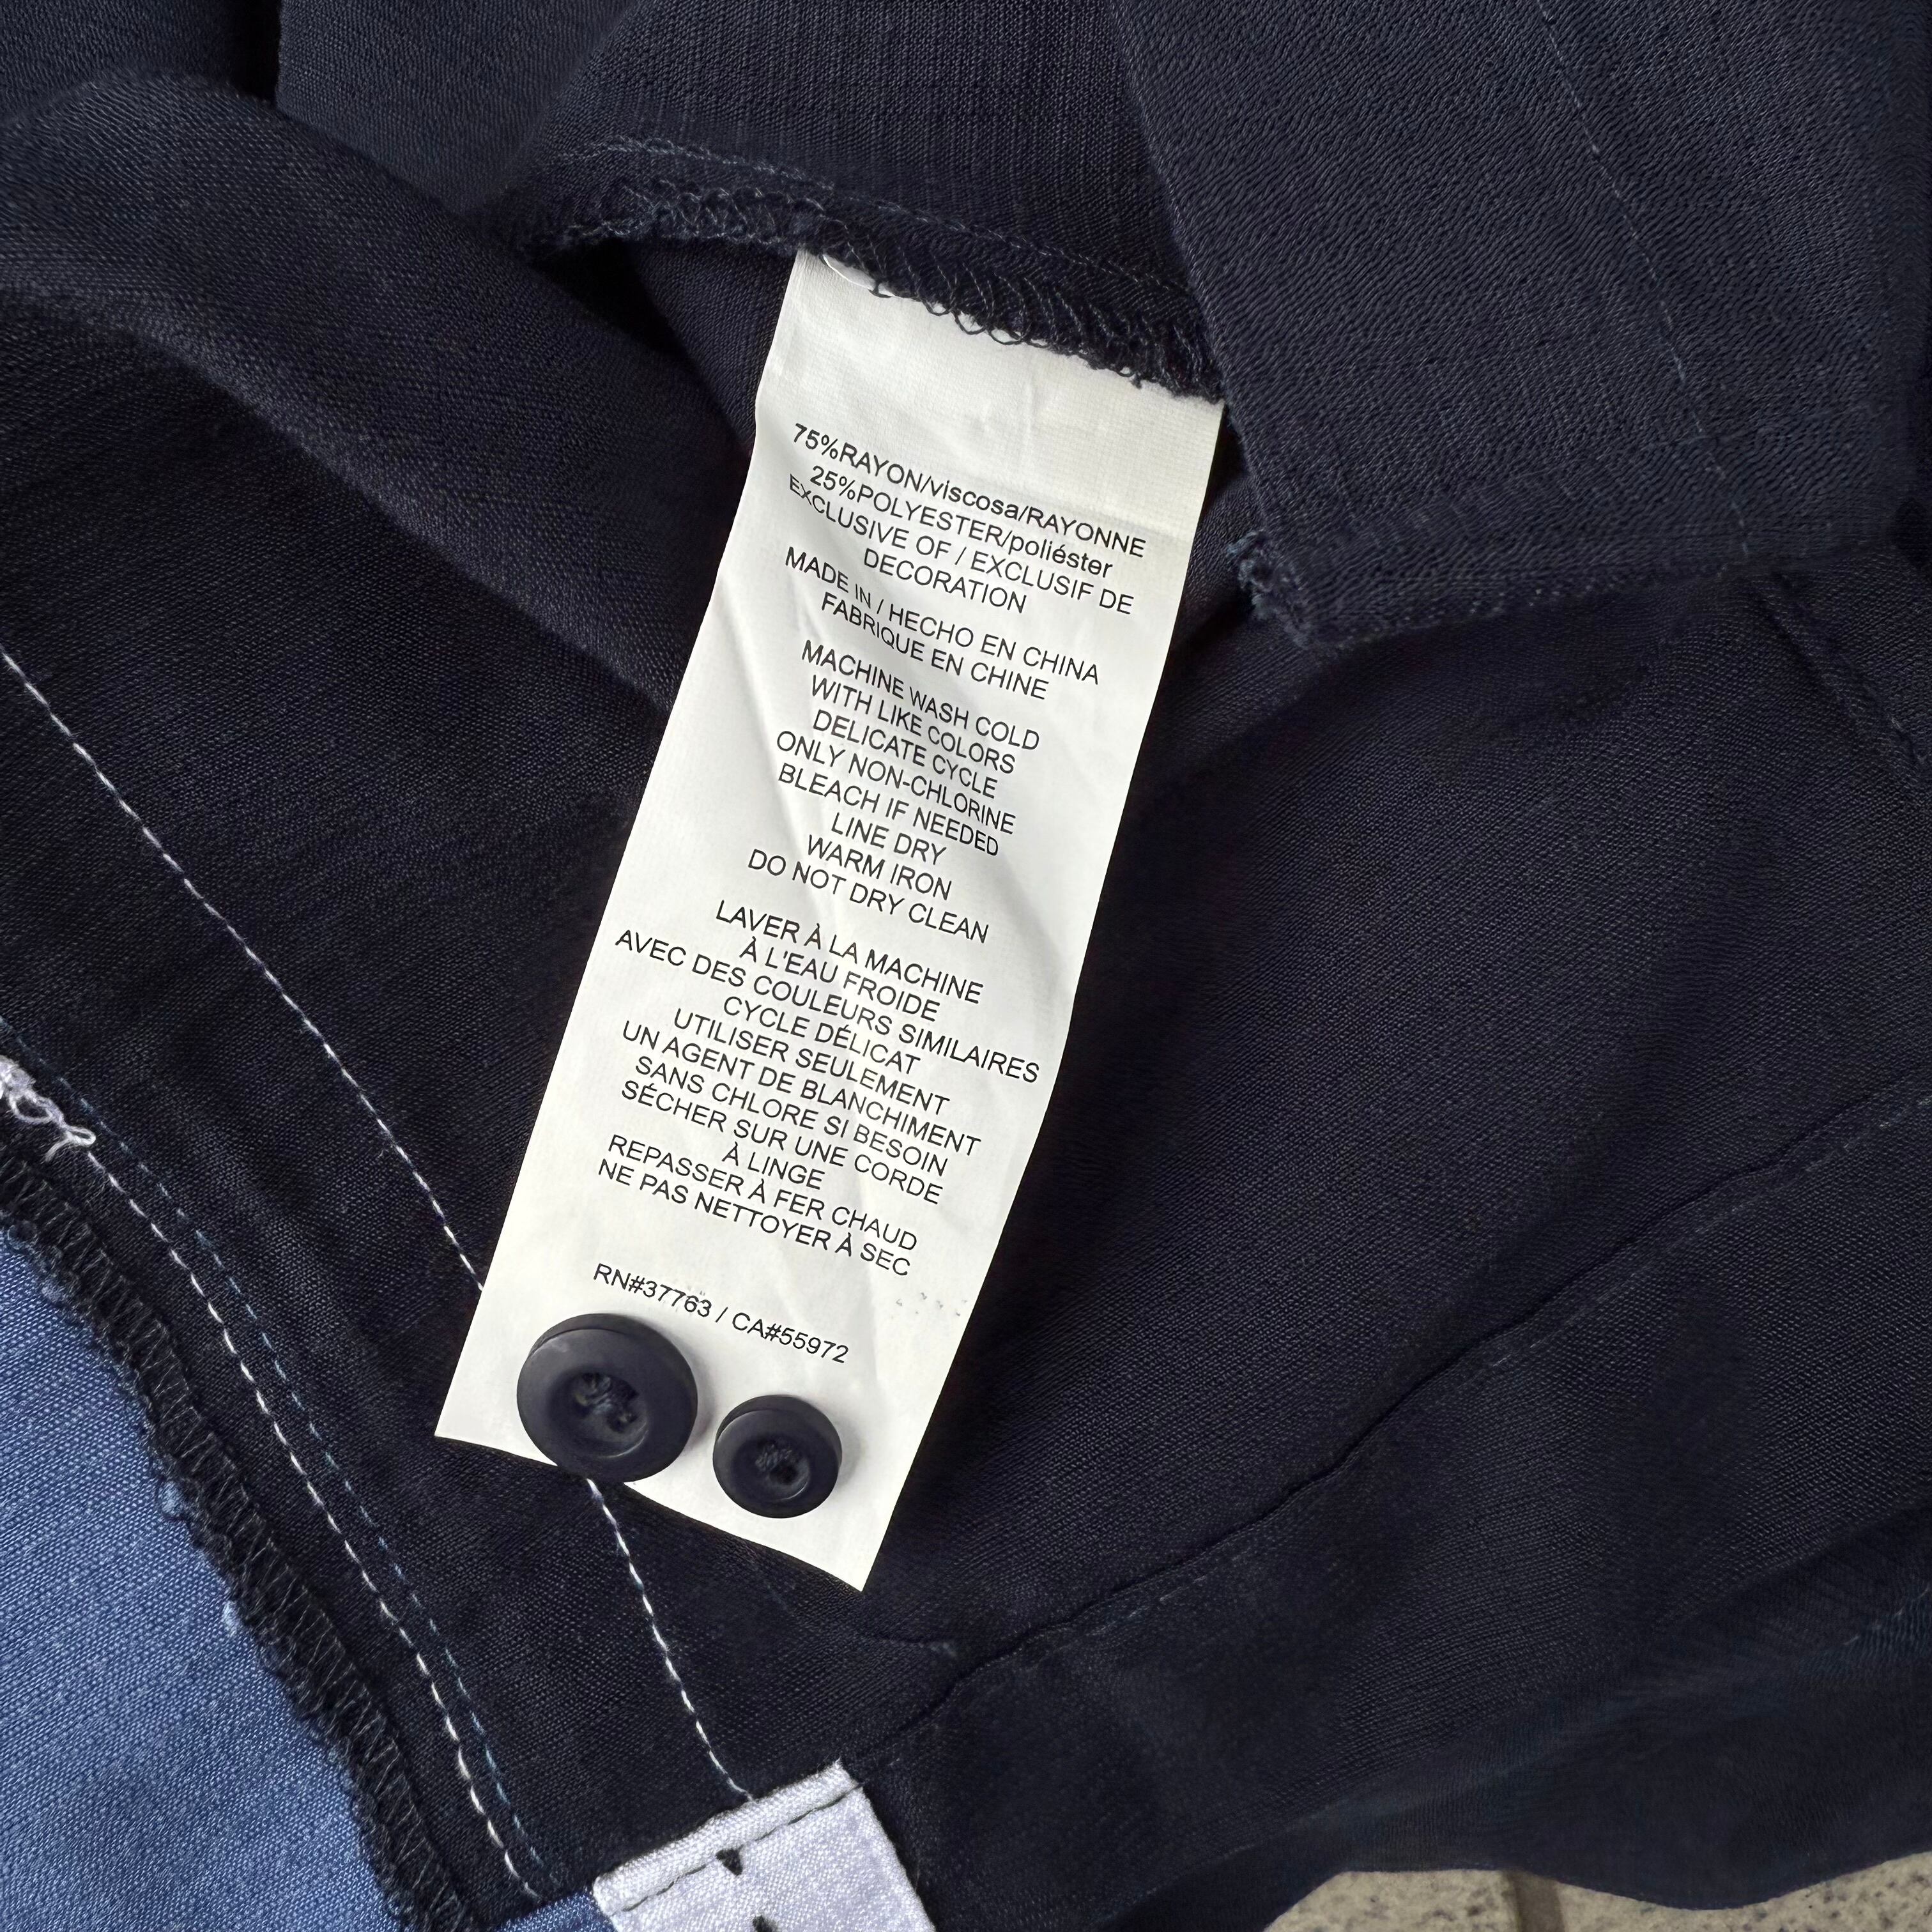 75%RAYON/viscosa/RAYONNE
25%POLYESTER/poliéster
EXCLUSIVE OF / EXCLUSIF DE
DECORATION
MADE IN / HECHO EN CHINA
FABRIQUE EN CHINE
MACHINE WASH COLD
WITH LIKE COLORS
DELICATE CYCLE
ONLY NON-CHLORINE
BLEACH IF NEEDED
LINE DRY
WARM IRON
DO NOT DRY CLEAN
LAVER À LA MACHINE
À L'EAU FROIDE
AVEC DES COULEURS SIMILAIRES
CYCLE DÉLICAT
UTILISER SEULEMENT
UN AGENT DE BLANCHIMENT
SANS CHLORE SI BESOIN
SÉCHER SUR UNE CORDE
À LINGE
REPASSER À FER CHAUD
NE PAS NETTOYER À SEC
RN#37763 / CA#55972